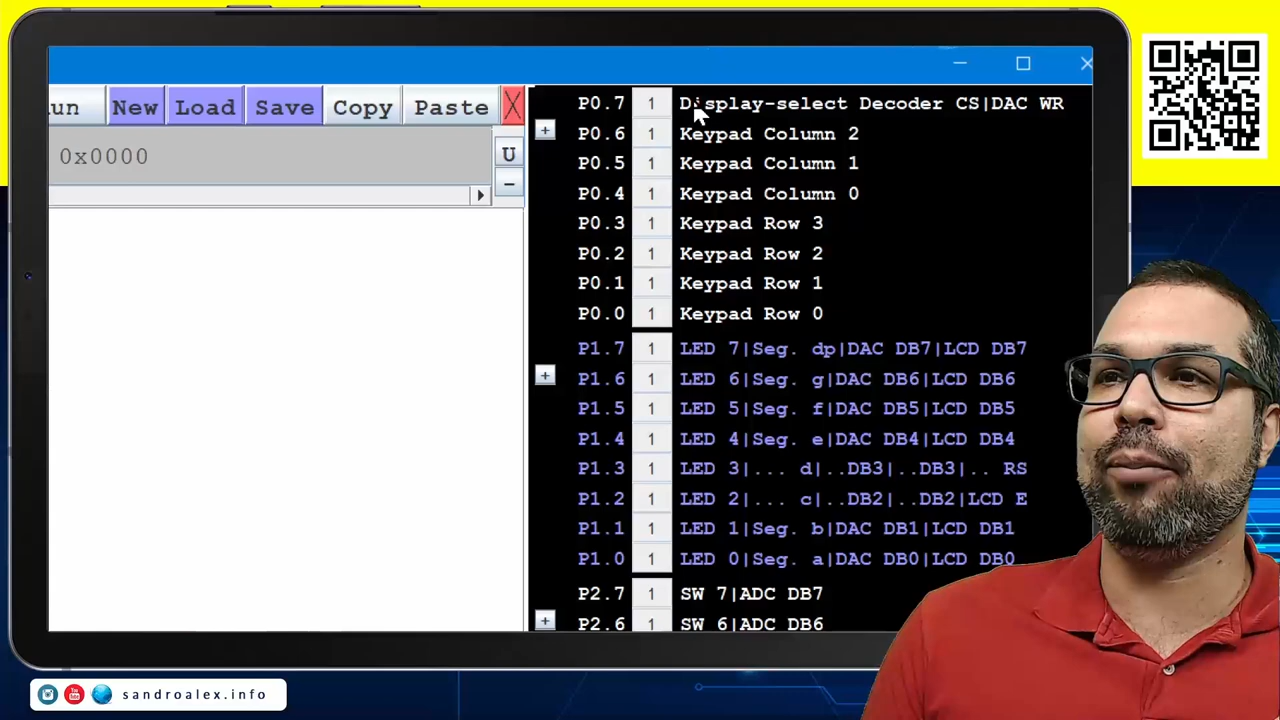 un New Load Save Copy Paste X
0x0000
U
-
P0.7 1 Display-select Decoder CS|DAC WR
+ P0.6 1 Keypad Column 2
P0.5 1 Keypad Column 1
P0.4 1 Keypad Column 0
P0.3 1 Keypad Row 3
P0.2 1 Keypad Row 2
P0.1 1 Keypad Row 1
P0.0 1 Keypad Row 0
P1.7 1 LED 7|Seg. dp|DAC DB7|LCD DB7
+ P1.6 1 LED 6|Seg. g|DAC DB6|LCD DB6
P1.5 1 LED 5|Seg. f|DAC DB5|LCD DB5
P1.4 1 LED 4|Seg. e|DAC DB4|LCD DB4
P1.3 1 LED 3|... d|..DB3|..DB3|.. RS
P1.2 1 LED 2|... c|..DB2|..DB2|LCD E
P1.1 1 LED 1|Seg. b|DAC DB1|LCD DB1
P1.0 1 LED 0|Seg. a|DAC DB0|LCD DB0
P2.7 1 SW 7|ADC DB7
+ P2.6 1 SW 6|ADC DB6
sandroalex.info